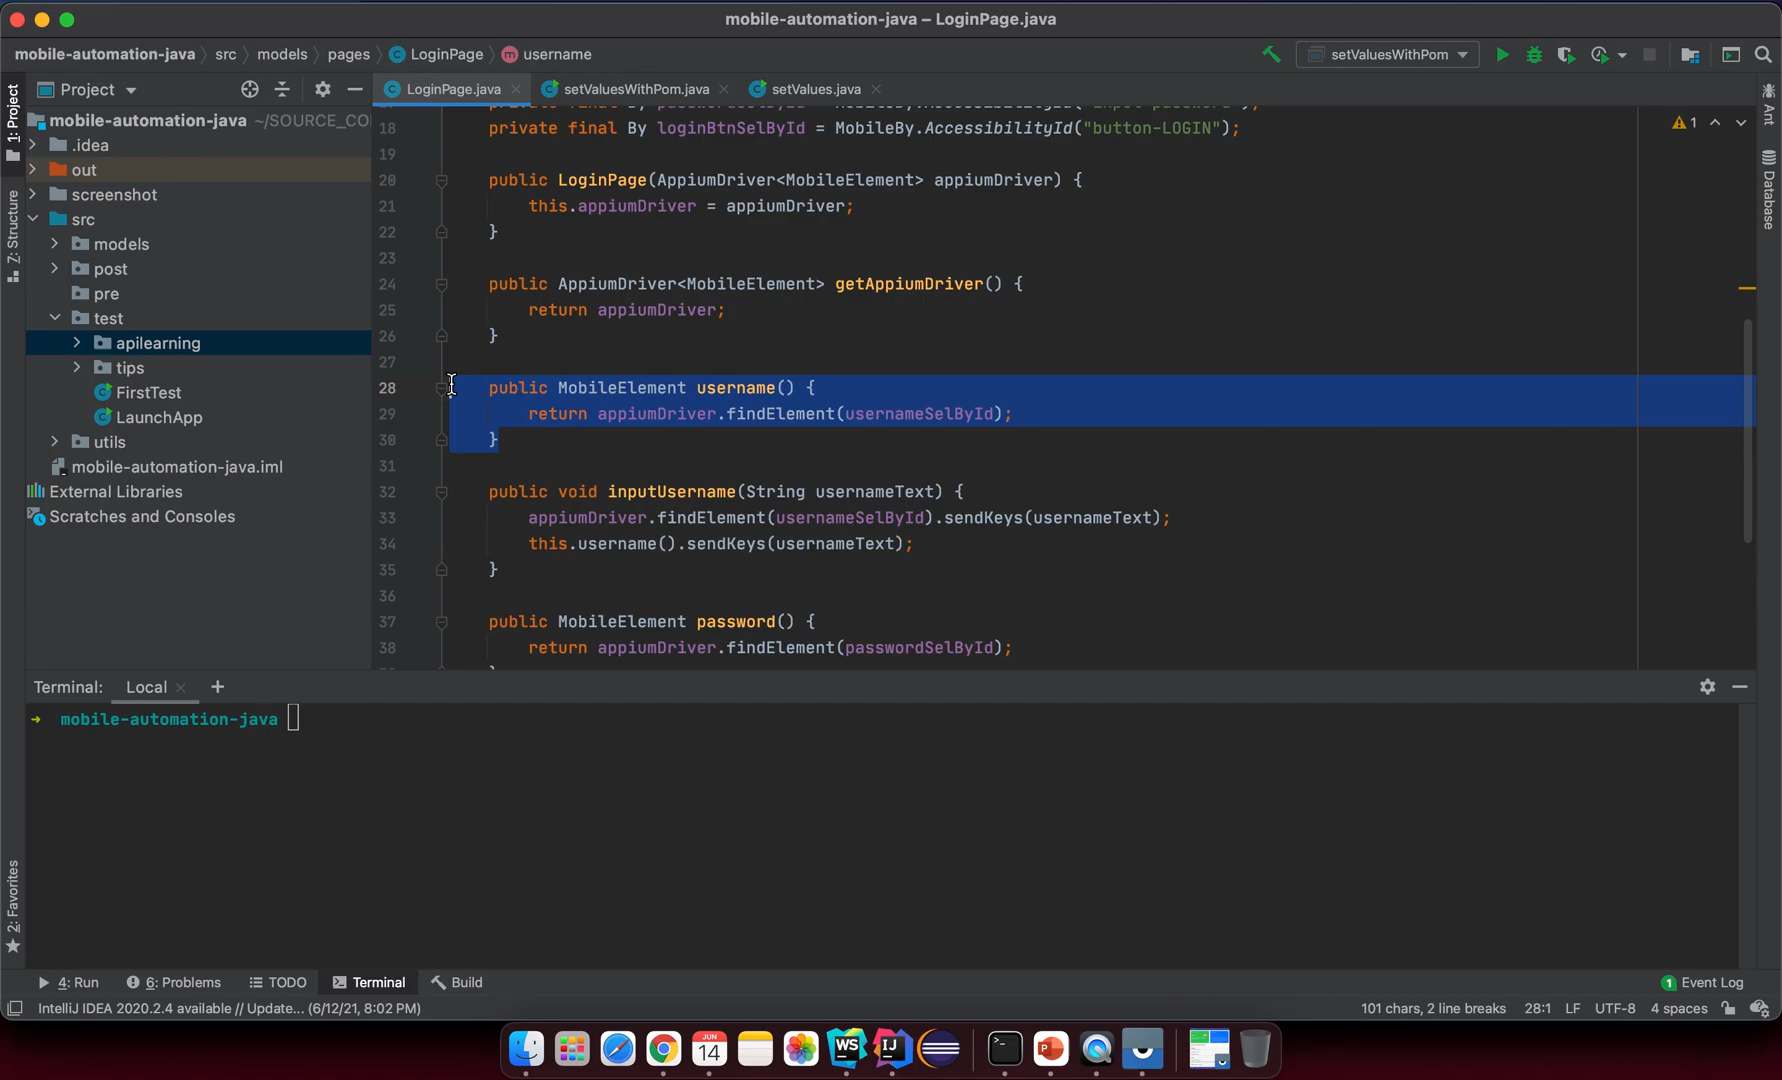 mobile-automation-java – LoginPage.java
mobile-automation-java src models pages LoginPage username
setValuesWithPom
Project
LoginPage.java
setValuesWithPom.java
setValues.java
1: Project
7: Structure
2: Favorites
Ant
Database
mobile-automation-java ~/SOURCE_CO
.idea
out
screenshot
src
models
post
pre
test
apilearning
tips
FirstTest
LaunchApp
utils
mobile-automation-java.iml
External Libraries
Scratches and Consoles
1
18 private final By loginBtnSelById = MobileBy.AccessibilityId("button-LOGIN");
19
20 public LoginPage(AppiumDriver<MobileElement> appiumDriver) {
21 this.appiumDriver = appiumDriver;
22 }
23
24 public AppiumDriver<MobileElement> getAppiumDriver() {
25 return appiumDriver;
26 }
27
28 public MobileElement username() {
29 return appiumDriver.findElement(usernameSelById);
30 }
31
32 public void inputUsername(String usernameText) {
33 appiumDriver.findElement(usernameSelById).sendKeys(usernameText);
34 this.username().sendKeys(usernameText);
35 }
36
37 public MobileElement password() {
38 return appiumDriver.findElement(passwordSelById);
Terminal: Local
→ mobile-automation-java
4: Run 6: Problems TODO Terminal Build
1 Event Log
IntelliJ IDEA 2020.2.4 available // Update... (6/12/21, 8:02 PM)
101 chars, 2 line breaks 28:1 LF UTF-8 4 spaces
JUN
14
WS
IJ
P